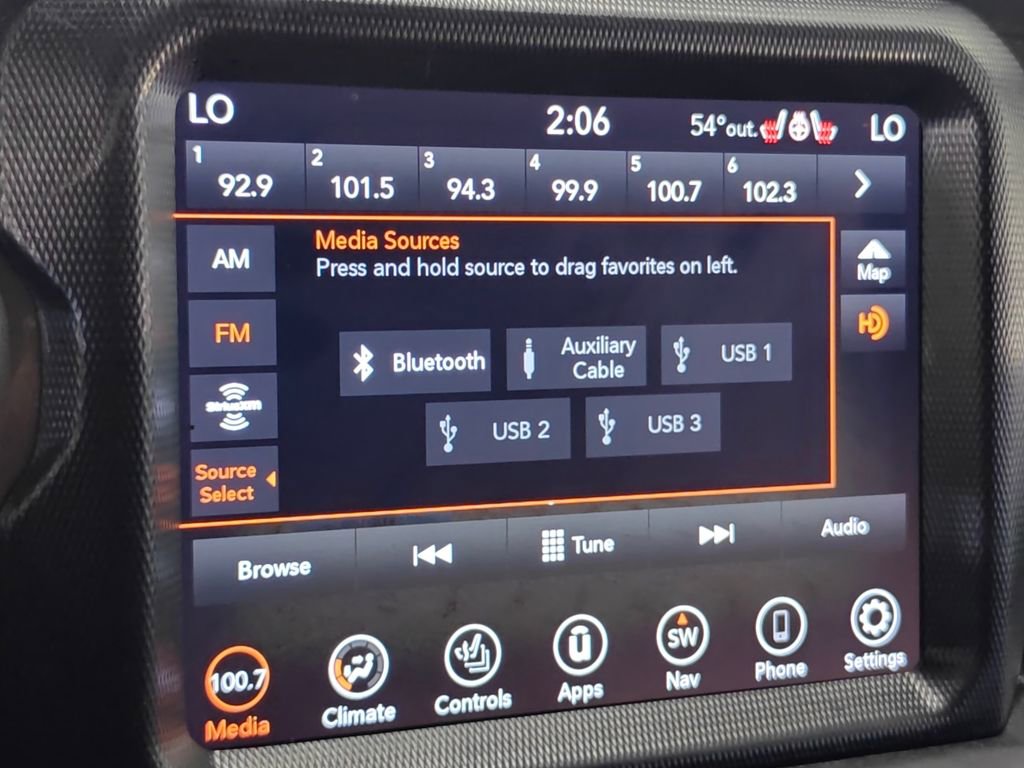 LO 2:06 54°out. LO
1 2 3 4 5 6
92.9 101.5 94.3 99.9 100.7 102.3
AM
Media Sources
Press and hold source to drag favorites on left.
Map
FM
HD
Bluetooth
Auxiliary
Cable
USB 1
SiriusXM
USB 2 USB 3
Source
Select
Browse Tune Audio
100.7 SW
Media Climate Controls Apps Nav Phone Settings